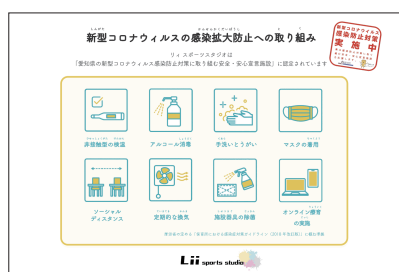 新型コロナウィルスの感染拡大防止への取り組み
新型コロナウイルス
感染防止対策
実施中
リィ スポーツスタジオは
「愛知県の新型コロナウイルス感染防止対策に取り組む安全・安心宣言施設」に認定されています
非接触型の検温
アルコール消毒
手洗いとうがい
マスクの着用
ソーシャル
ディスタンス
定期的な換気
施設器具の除菌
オンライン療育
の実施
Lii sports studio